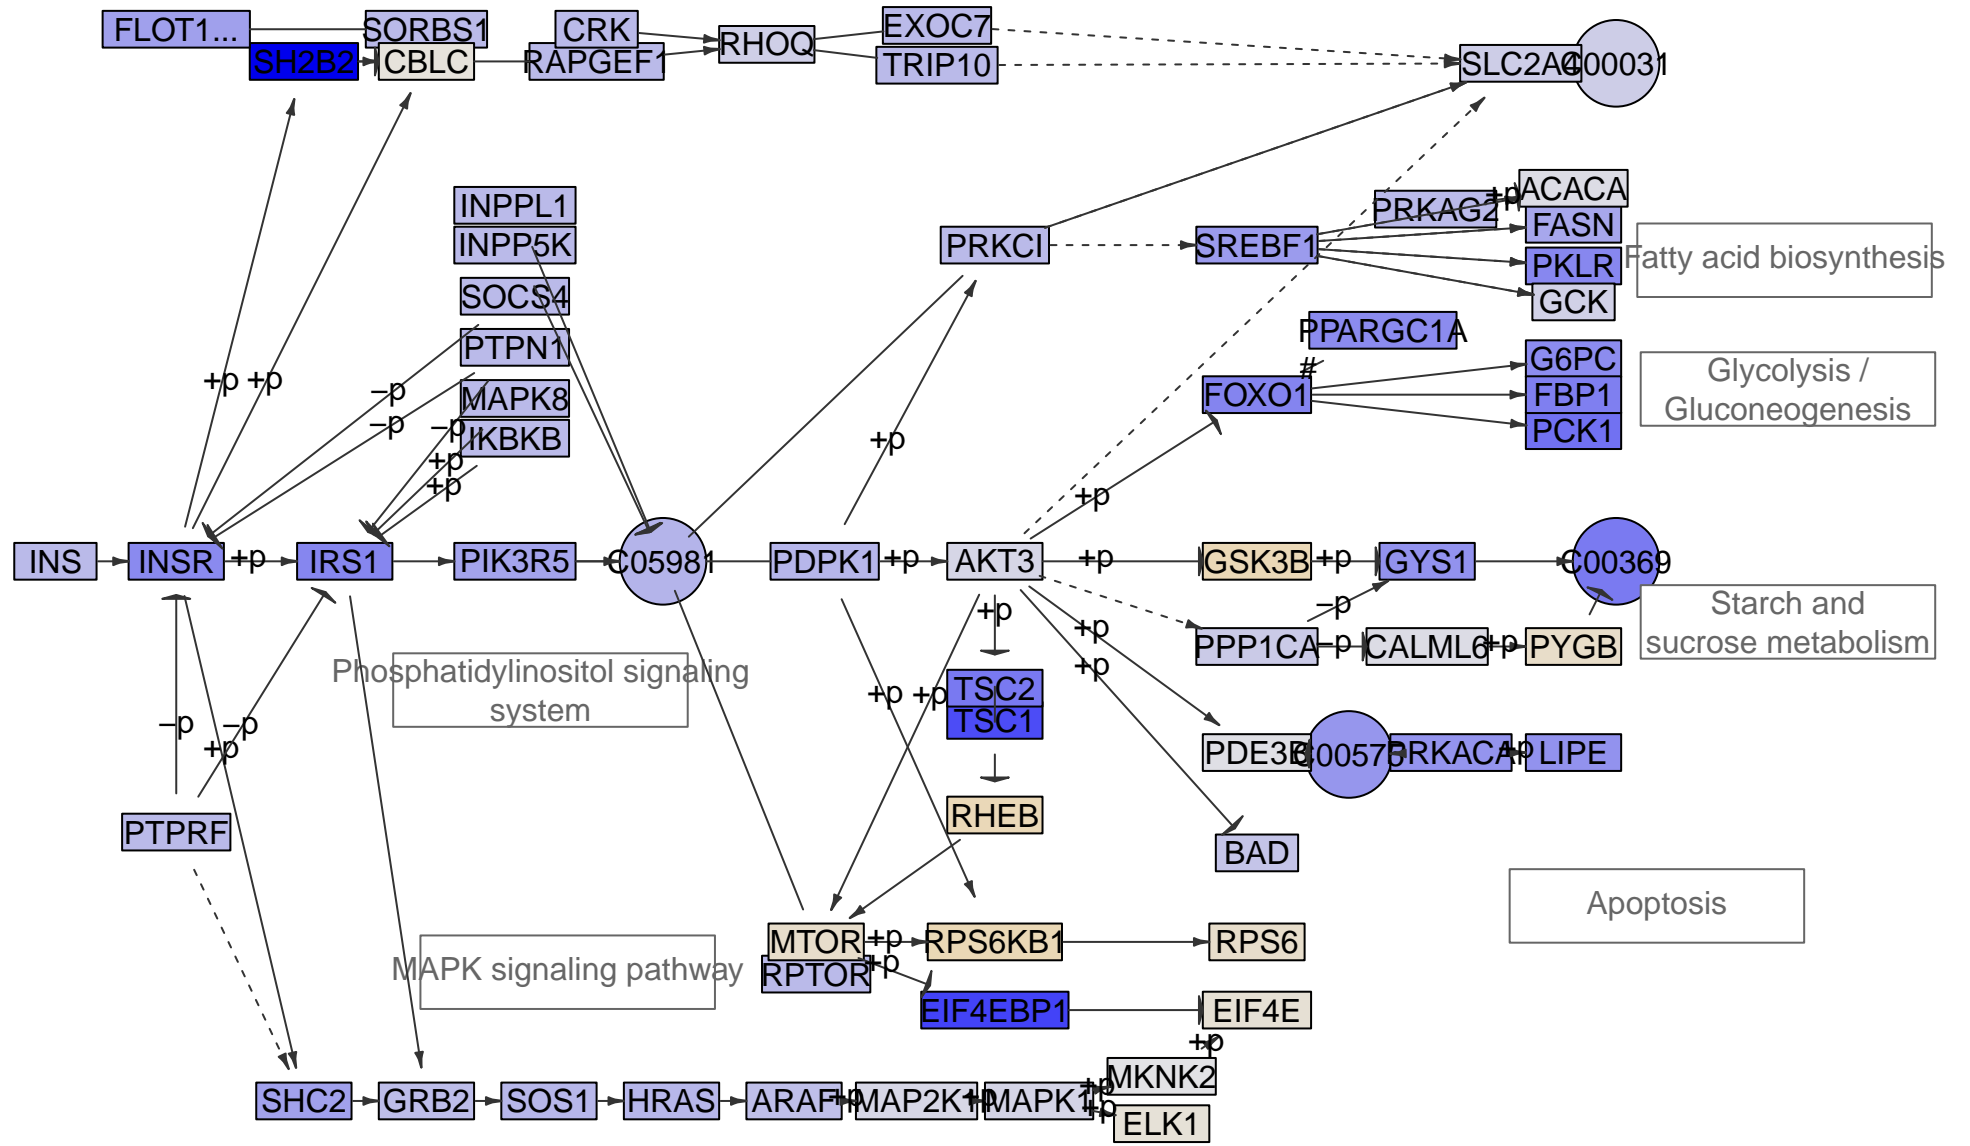 FLOT1...
SORBS1
CRK
EXOC7
RHOQ
SH2B2
CBLC
RAPGEF1
TRIP10
SLC2A4
C00031
INPPL1
PRKAG2
+p
ACACA
INPP5K
PRKCI
SREBF1
FASN
PKLR
Fatty acid biosynthesis
GCK
SOCS4
PTPN1
PPARGC1A
#
G6PC
Glycolysis /
Gluconeogenesis
FOXO1
FBP1
PCK1
+p
+p
–p
–p
MAPK8
–p
IKBKB
+p
+p
+p
+p
INS
INSR
+p
IRS1
PIK3R5
C05981
PDPK1
+p
AKT3
+p
GSK3B
+p
GYS1
C00369
+p
+p
–p
Starch and
sucrose metabolism
PPP1CA
–p
CALML6
+p
PYGB
+p
Phosphatidylinositol signaling
system
+p
+p
TSC2
TSC1
–p
+p
–p
PDE3B
C00575
PRKACA
+p
LIPE
PTPRF
RHEB
BAD
Apoptosis
MTOR
+p
RPS6KB1
RPS6
RPTOR
+p
MAPK signaling pathway
EIF4EBP1
EIF4E
+p
MKNK2
SHC2
GRB2
SOS1
HRAS
ARAF
+p
MAP2K1
+p
MAPK1
+p
+p
ELK1